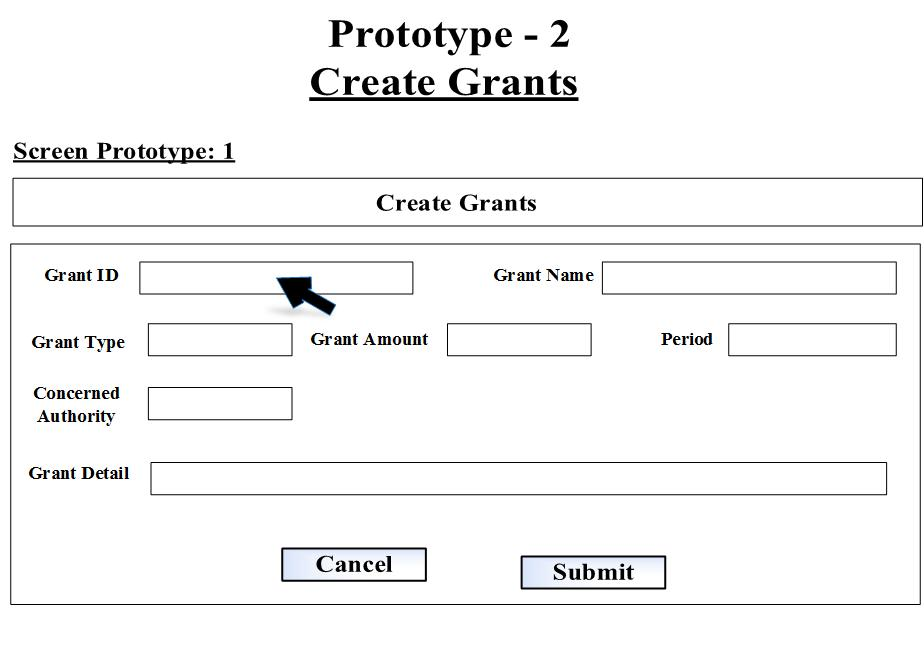 Prototype - 2
Create Grants
Screen Prototype: 1
Create Grants
Grant ID
Grant Name
Grant Type
Grant Amount
Period
Concerned
Authority
Grant Detail
Cancel
Submit